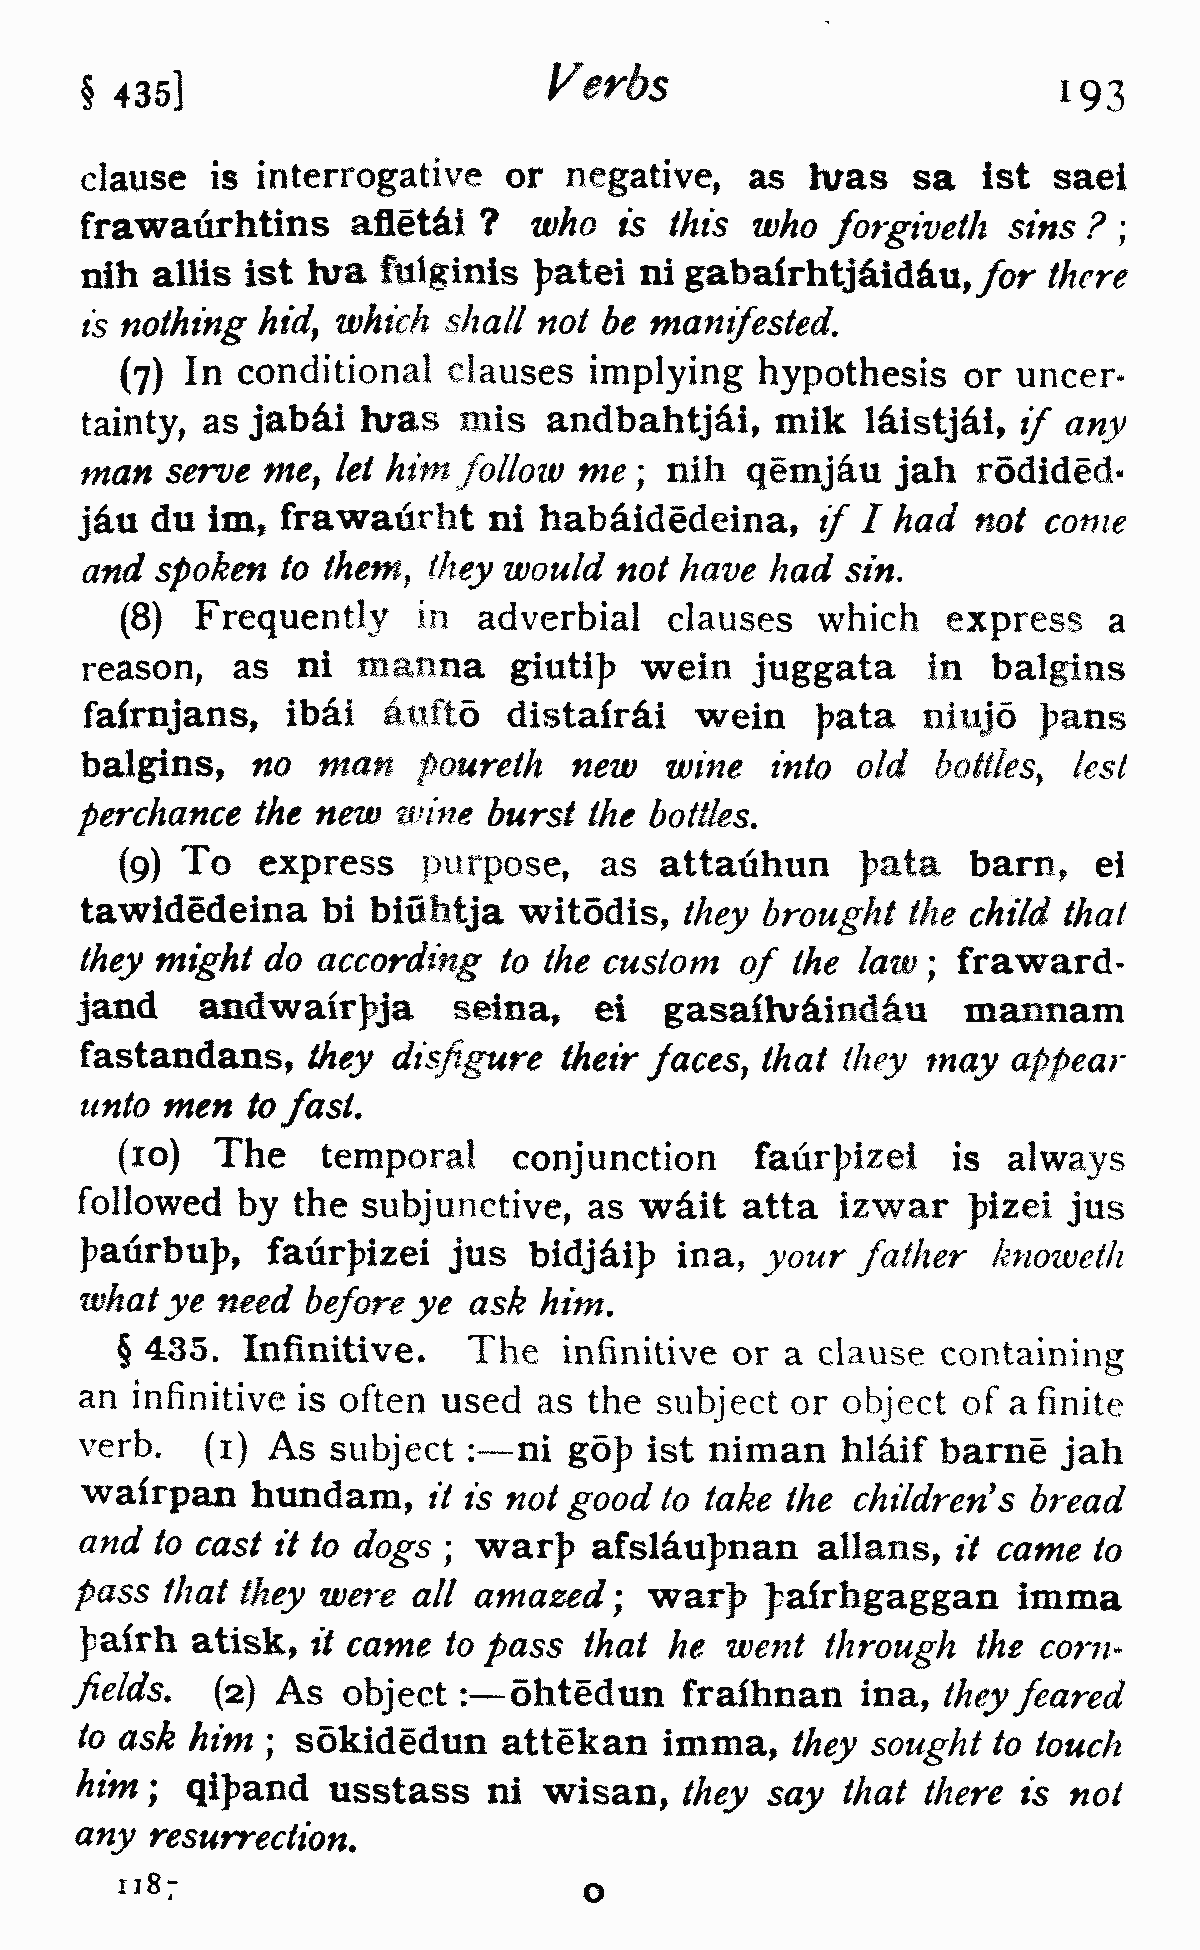 § 435] Verbs 193
clause is interrogative or negative, as ƕas sa ist saei
frawaúrhtins aflētái ? who is this who forgiveth sins ? ;
nih allis ist ƕa fulginis þatei ni gabaírhtjáidáu, for there
is nothing hid, which shall not be manifested.
(7) In conditional clauses implying hypothesis or uncer-
tainty, as jabái ƕas mis andbahtjái, mik láistjái, if any
man serve me, let him follow me ; nih qēmjáu jah rōdidēd-
jáu du im, frawaúrht ni habáidēdeina, if I had not come
and spoken to them, they would not have had sin.
(8) Frequently in adverbial clauses which express a
reason, as ni manna giutiþ wein juggata in balgins
faírnjans, ibái áuftō distaírái wein þata niujō þans
balgins, no man poureth new wine into old bottles, lest
perchance the new wine burst the bottles.
(9) To express purpose, as attaúhun þata barn, ei
tawidēdeina bi biūhtja witōdis, they brought the child that
they might do according to the custom of the law ; fraward-
jand andwaírþja seina, ei gasaíƕáindáu mannam
fastandans, they disfigure their faces, that they may appear
unto men to fast.
(10) The temporal conjunction faúrþizei is always
followed by the subjunctive, as wáit atta izwar þizei jus
þaúrbuþ, faúrþizei jus bidjáiþ ina, your father knoweth
what ye need before ye ask him.
§ 435. Infinitive. The infinitive or a clause containing
an infinitive is often used as the subject or object of a finite
verb. (1) As subject :—ni gōþ ist niman hláif barnē jah
waírpan hundam, it is not good to take the children's bread
and to cast it to dogs ; warþ afsláuþnan allans, it came to
pass that they were all amazed ; warþ þaírhgaggan imma
þaírh atisk, it came to pass that he went through the corn-
fields. (2) As object :—ōhtēdun fraíhnan ina, they feared
to ask him ; sōkidēdun attēkan imma, they sought to touch
him ; qiþand usstass ni wisan, they say that there is not
any resurrection.
1187 O